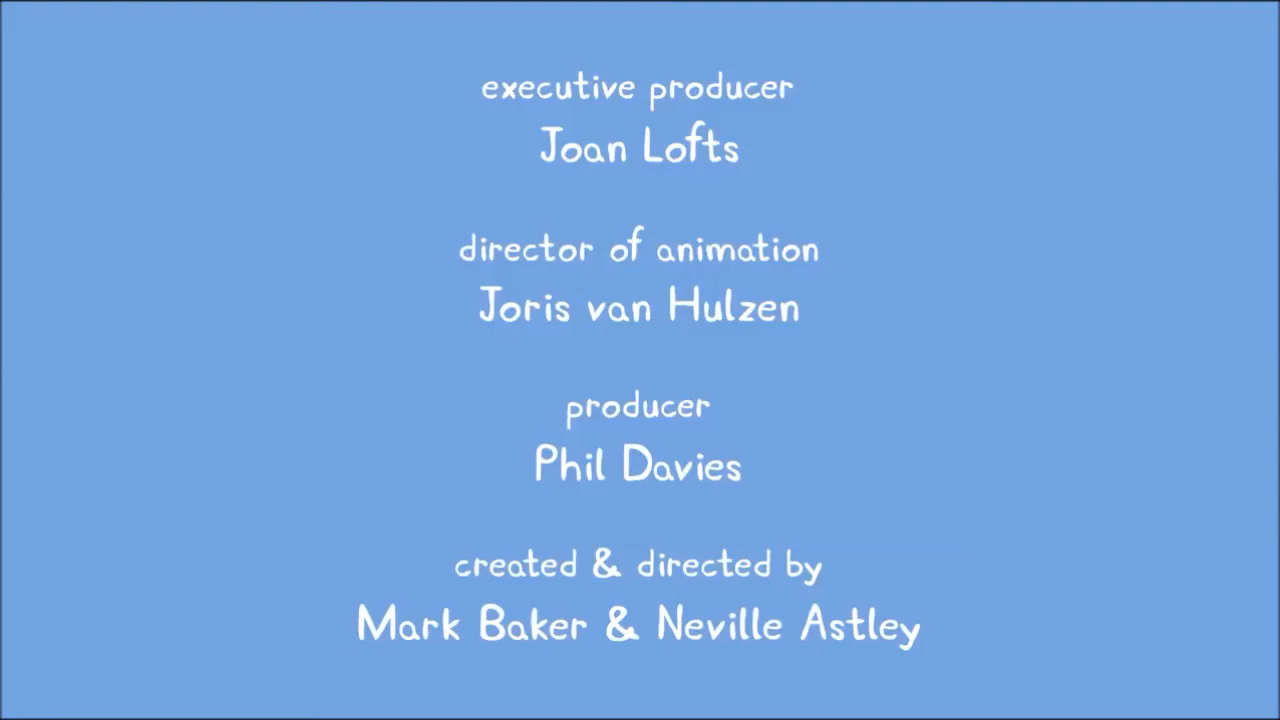 executive producer
Joan Lofts
director of animation
Joris van Hulzen
producer
Phil Davies
created & directed by
Mark Baker & Neville Astley